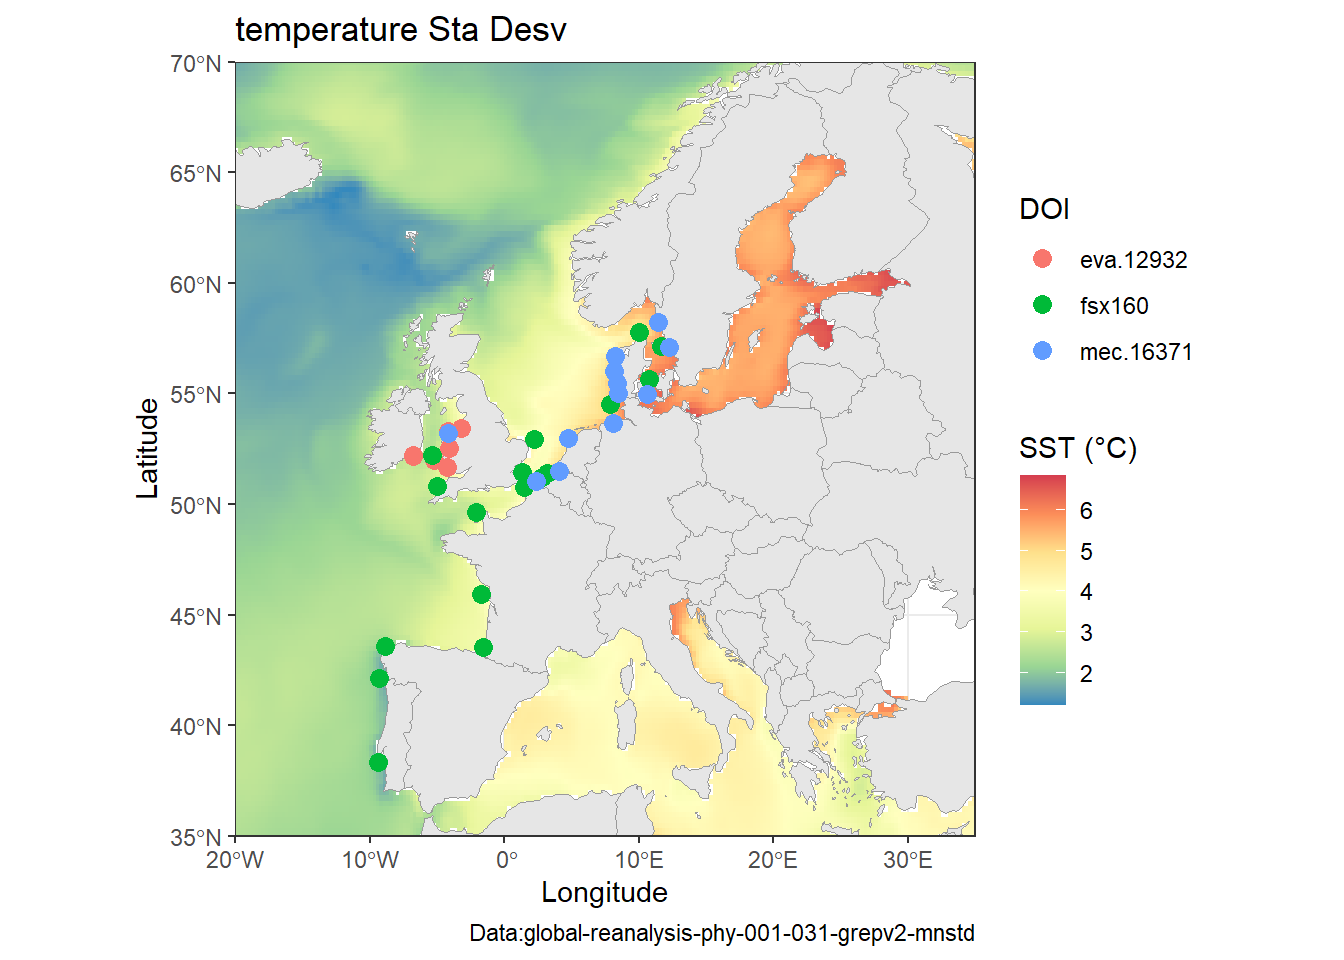 temperature Sta Desv
70°N
65°N
60°N
55°N
50°N
45°N
40°N
35°N
Latitude
20°W
10°W
0°
10°E
20°E
30°E
Longitude
Data:global-reanalysis-phy-001-031-grepv2-mnstd
DOI
eva.12932
fsx160
mec.16371
SST (°C)
6
5
4
3
2